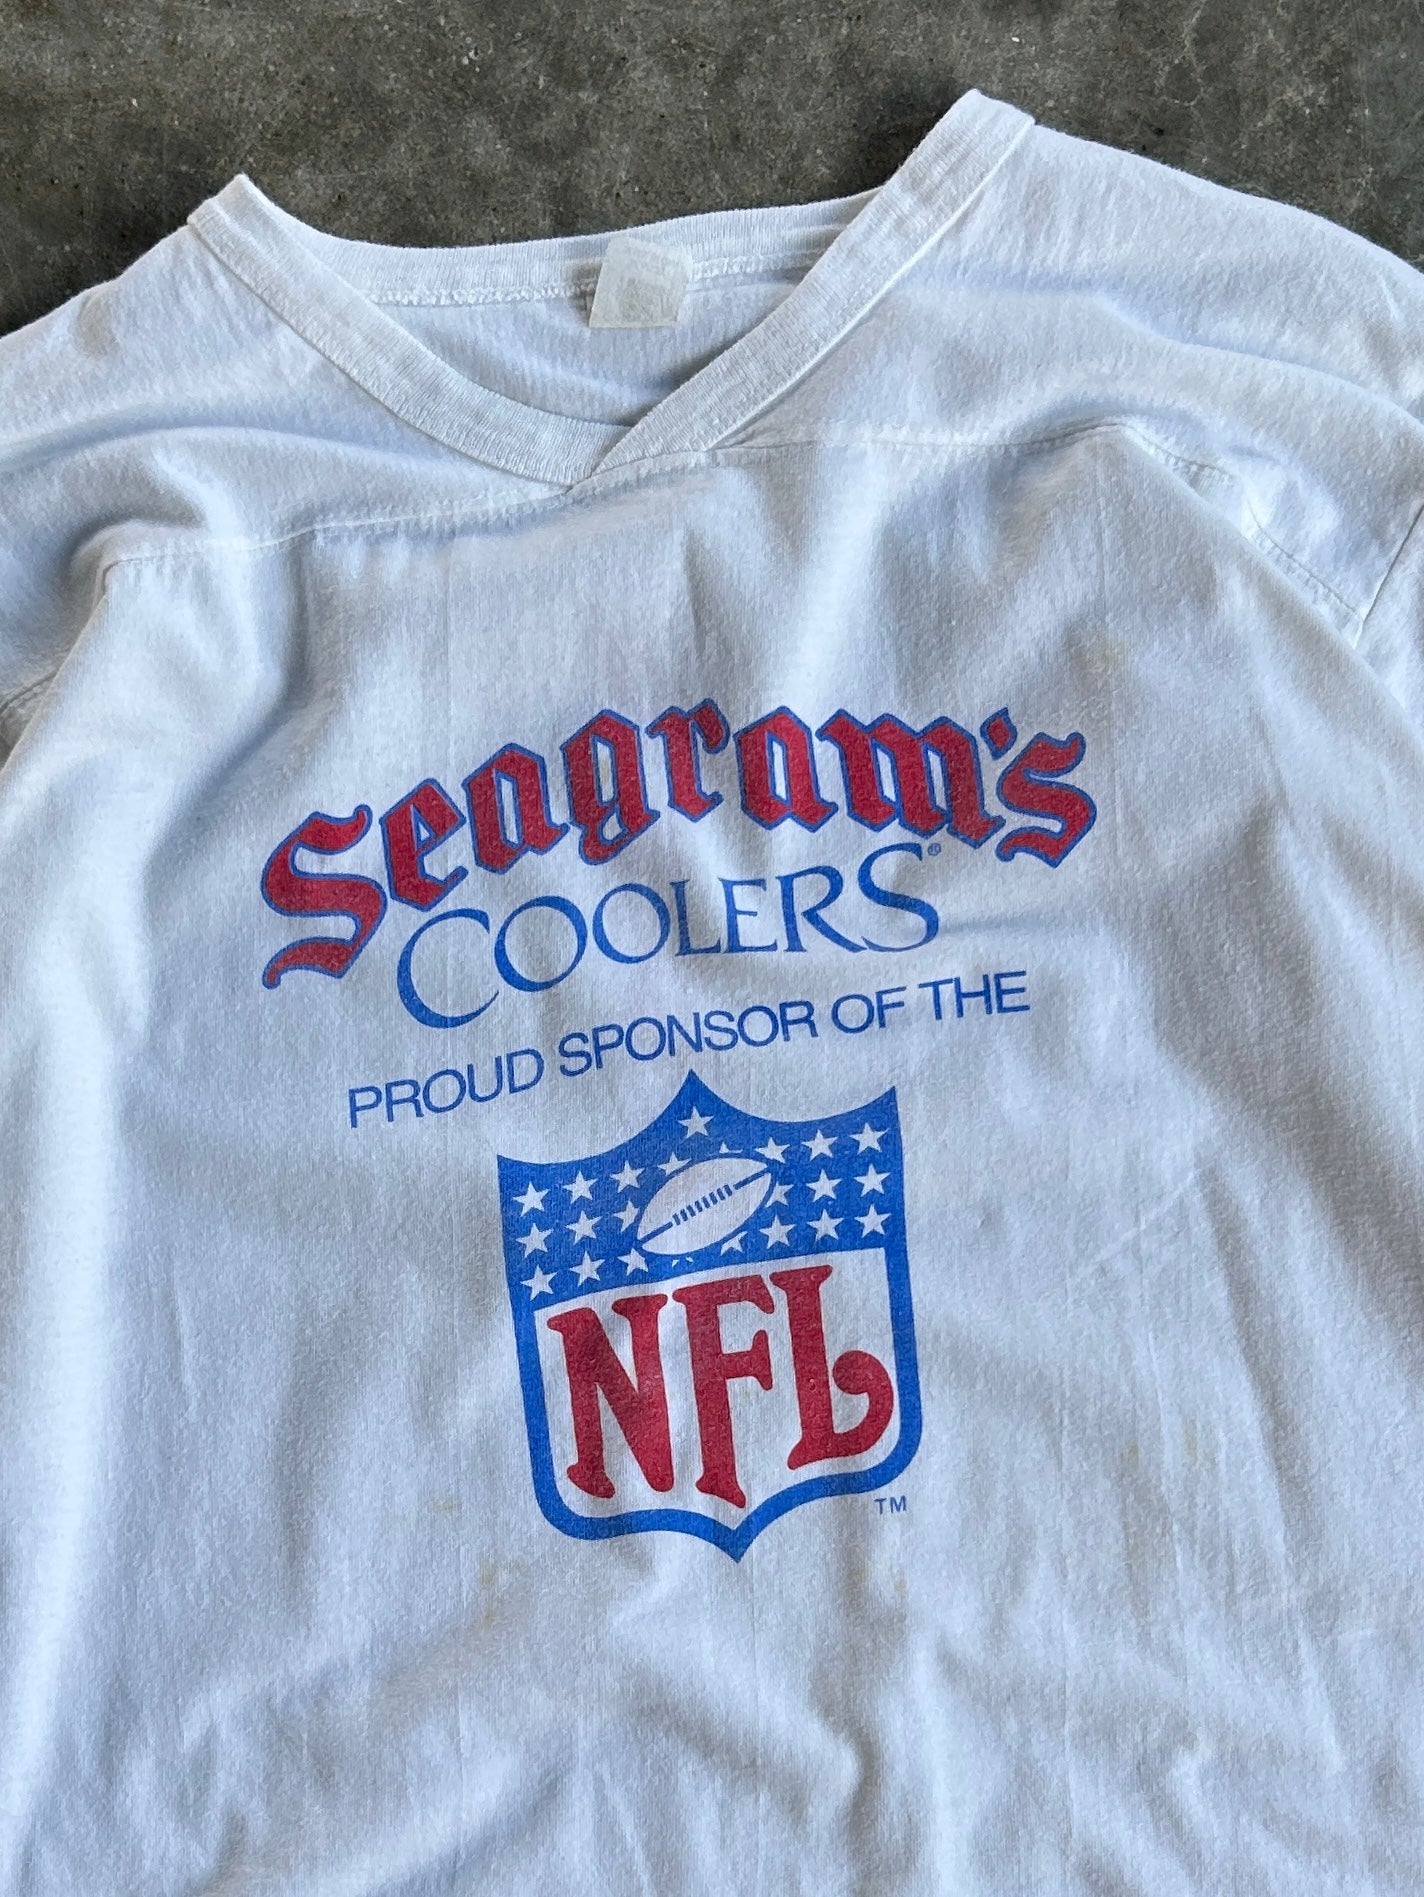 Seagram's
COOLERS®
PROUD SPONSOR OF THE
NFL
TM